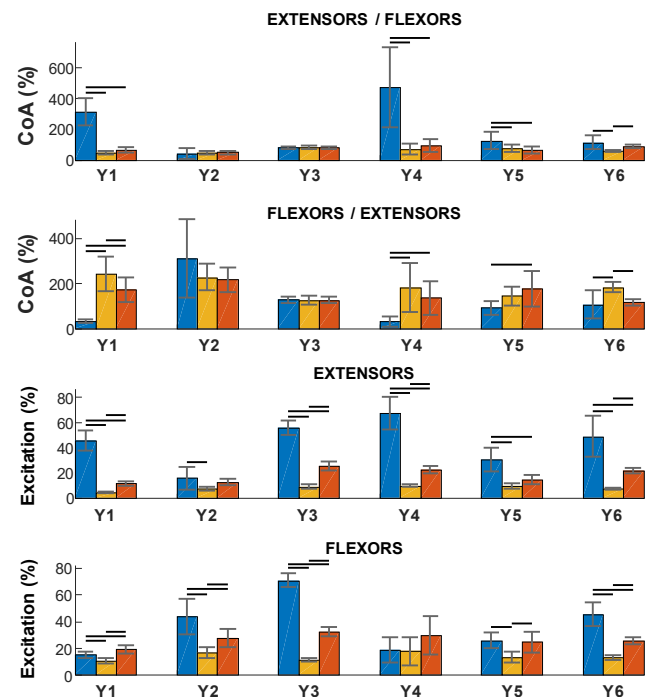 EXTENSORS / FLEXORS
CoA (%)
600
400
200
0
Y1 Y2 Y3 Y4 Y5 Y6
FLEXORS / EXTENSORS
CoA (%)
400
200
0
Y1 Y2 Y3 Y4 Y5 Y6
EXTENSORS
Excitation (%)
80
60
40
20
0
Y1 Y2 Y3 Y4 Y5 Y6
FLEXORS
Excitation (%)
80
60
40
20
0
Y1 Y2 Y3 Y4 Y5 Y6